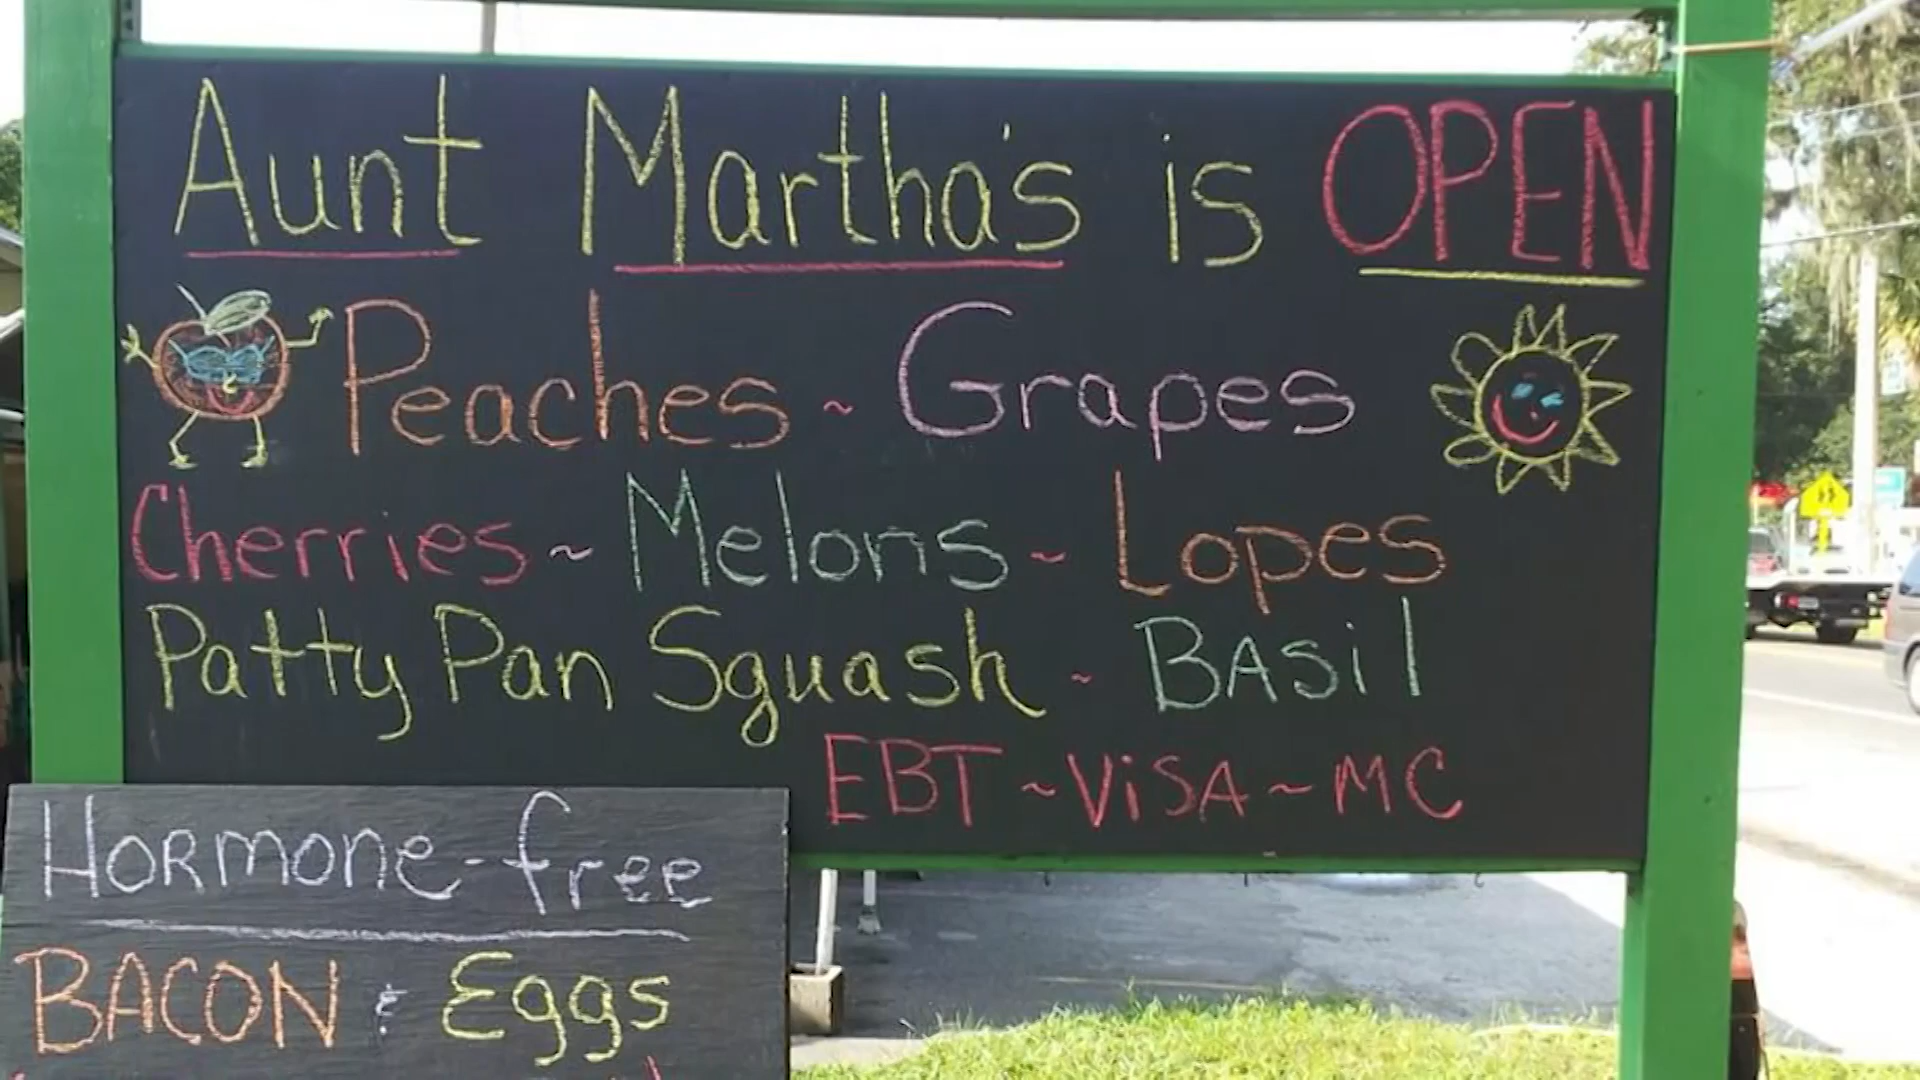 Aunt Martha's is OPEN
Peaches ~ Grapes
Cherries ~ Melons ~ Lopes
Patty Pan Squash ~ BASil
EBT ~ ViSA ~ MC
HORMONE-free
BACON & Eggs